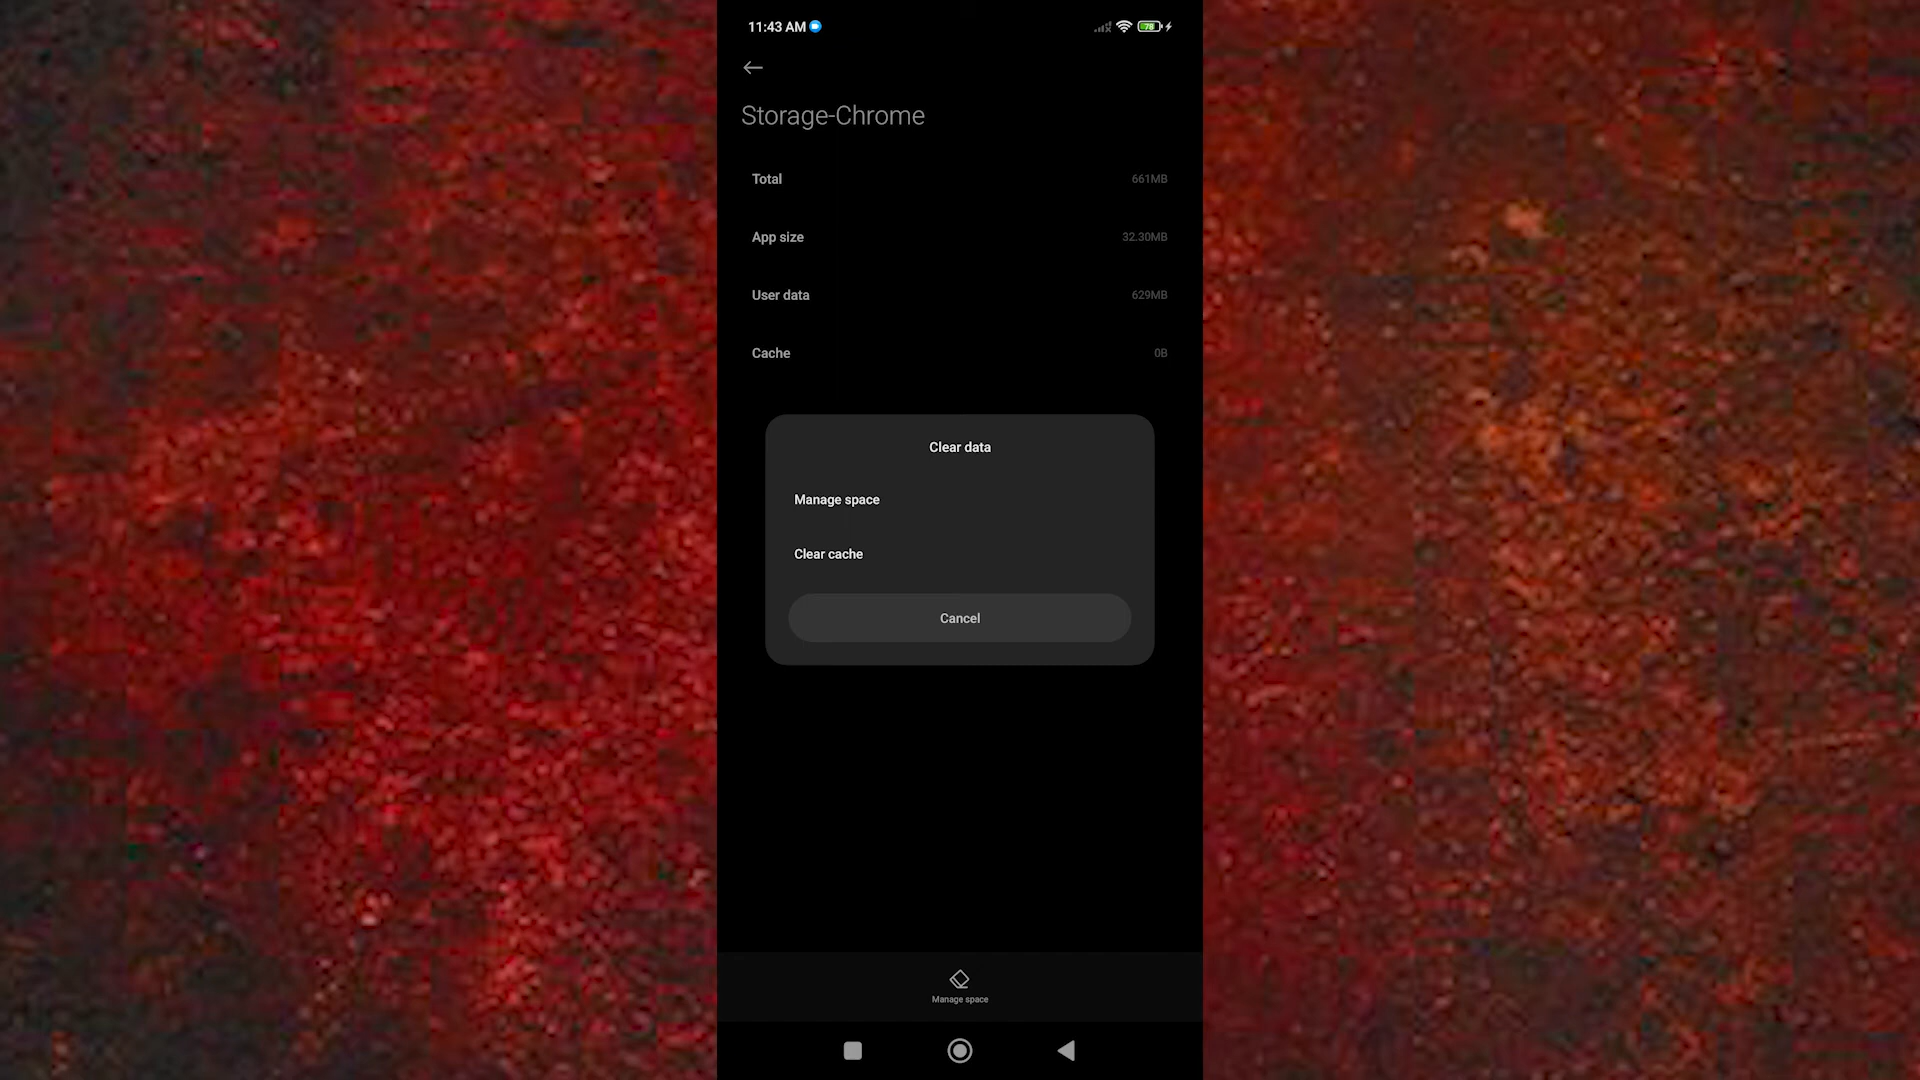 11:43 AM
78
Storage-Chrome
Total 661MB
App size 32.30MB
User data 629MB
Cache 0B
Clear data
Manage space
Clear cache
Cancel
Manage space